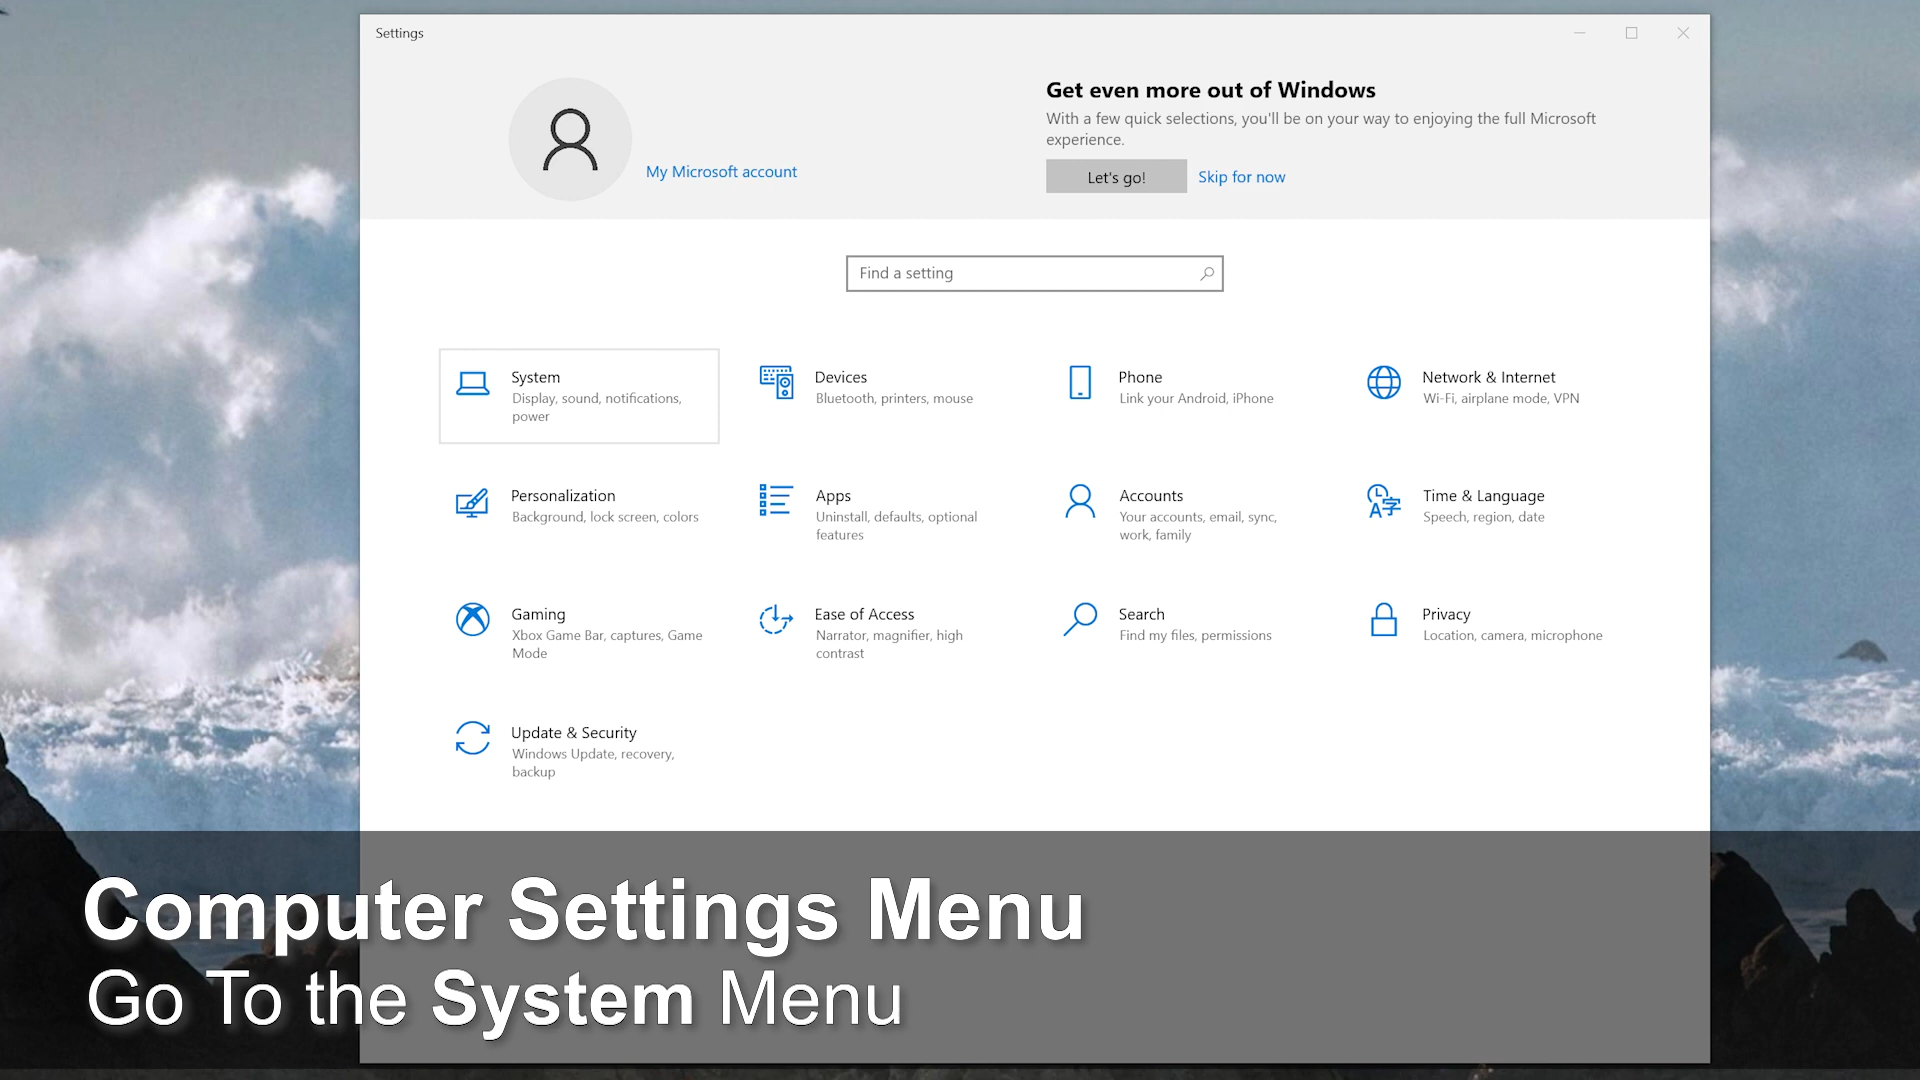 Settings
My Microsoft account
Get even more out of Windows
With a few quick selections, you'll be on your way to enjoying the full Microsoft
experience.
Let's go!
Skip for now
Find a setting
System
Display, sound, notifications,
power
Devices
Bluetooth, printers, mouse
Phone
Link your Android, iPhone
Network & Internet
Wi-Fi, airplane mode, VPN
Personalization
Background, lock screen, colors
Apps
Uninstall, defaults, optional
features
Accounts
Your accounts, email, sync,
work, family
Time & Language
Speech, region, date
Gaming
Xbox Game Bar, captures, Game
Mode
Ease of Access
Narrator, magnifier, high
contrast
Search
Find my files, permissions
Privacy
Location, camera, microphone
Update & Security
Windows Update, recovery,
backup
Computer Settings Menu
Go To the System Menu